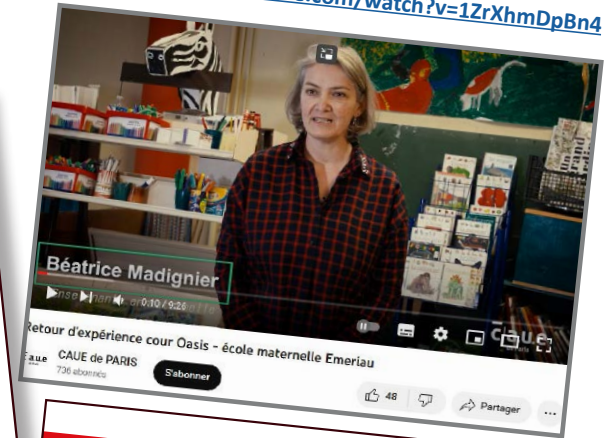 .com/watch?v=1ZrXhmDpBn4
Béatrice Madignier
0:10 / 9:26
c|a.u.e
Retour d'expérience cour Oasis - école maternelle Emeriau
c|a.u.e
CAUE de PARIS
736 abonnés
S'abonner
48
Partager
...